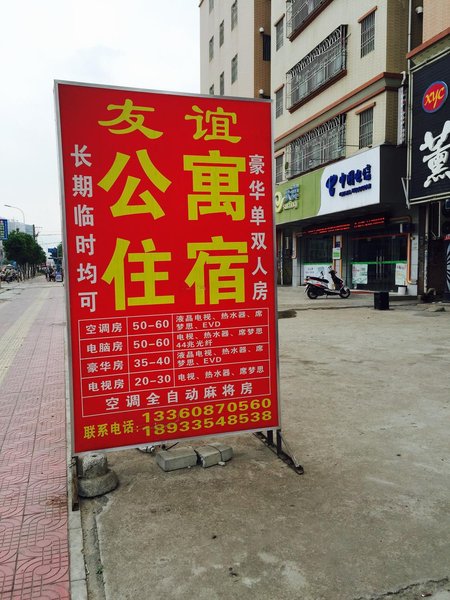 友谊
公寓
住宿
长期临时均可
豪华单双人房
空调房 50-60 液晶电视、热水器、席梦思、EVD
电脑房 50-60 电视、热水器、席梦思 44兆光纤
豪华房 35-40 液晶电视、热水器、席梦思、EVD
电视房 20-30 电视、热水器、席梦思
空调全自动麻将房
联系电话: 13360870560
18933548538
中国电信
XYC
薰